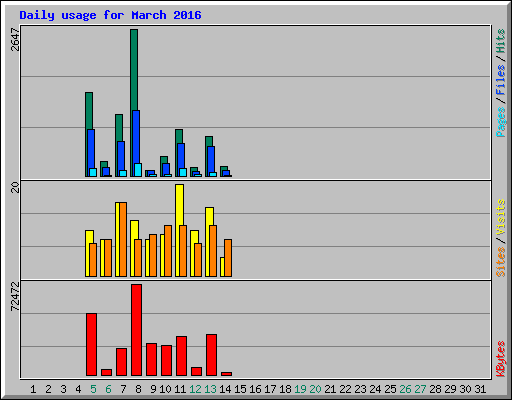 Daily usage for March 2016
2647
Pages / Files / Hits
20
Sites / Visits
72472
KBytes
1 2 3 4 5 6 7 8 9 10 11 12 13 14 15 16 17 18 19 20 21 22 23 24 25 26 27 28 29 30 31